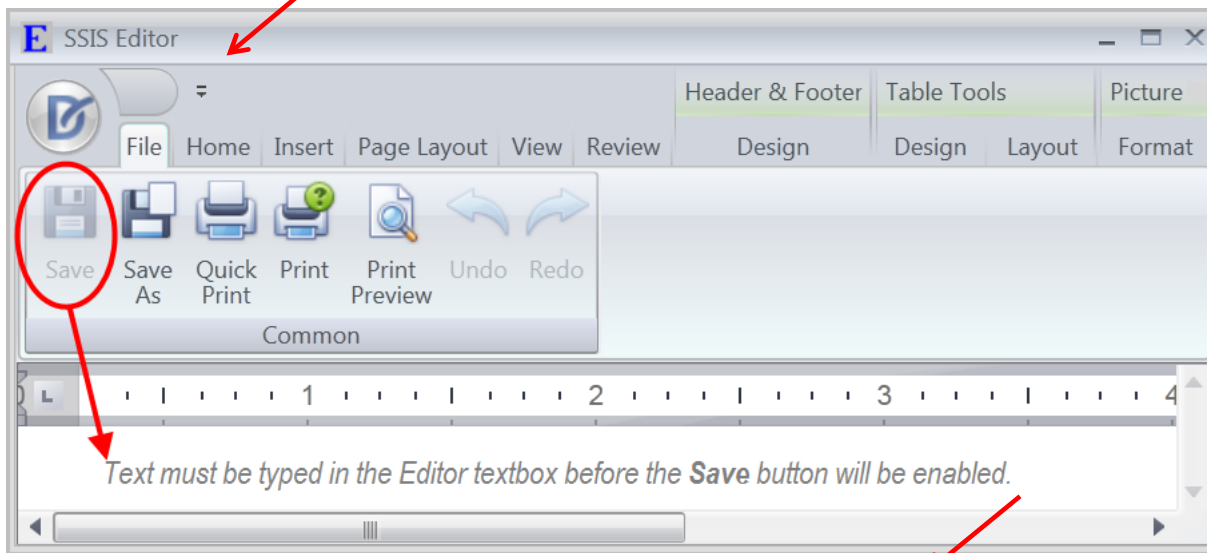 E SSIS Editor
Header & Footer Table Tools Picture
File Home Insert Page Layout View Review Design Design Layout Format
Save Save As Quick Print Print Print Preview Undo Redo
Common
L 1 2 3 4
Text must be typed in the Editor textbox before the Save button will be enabled.